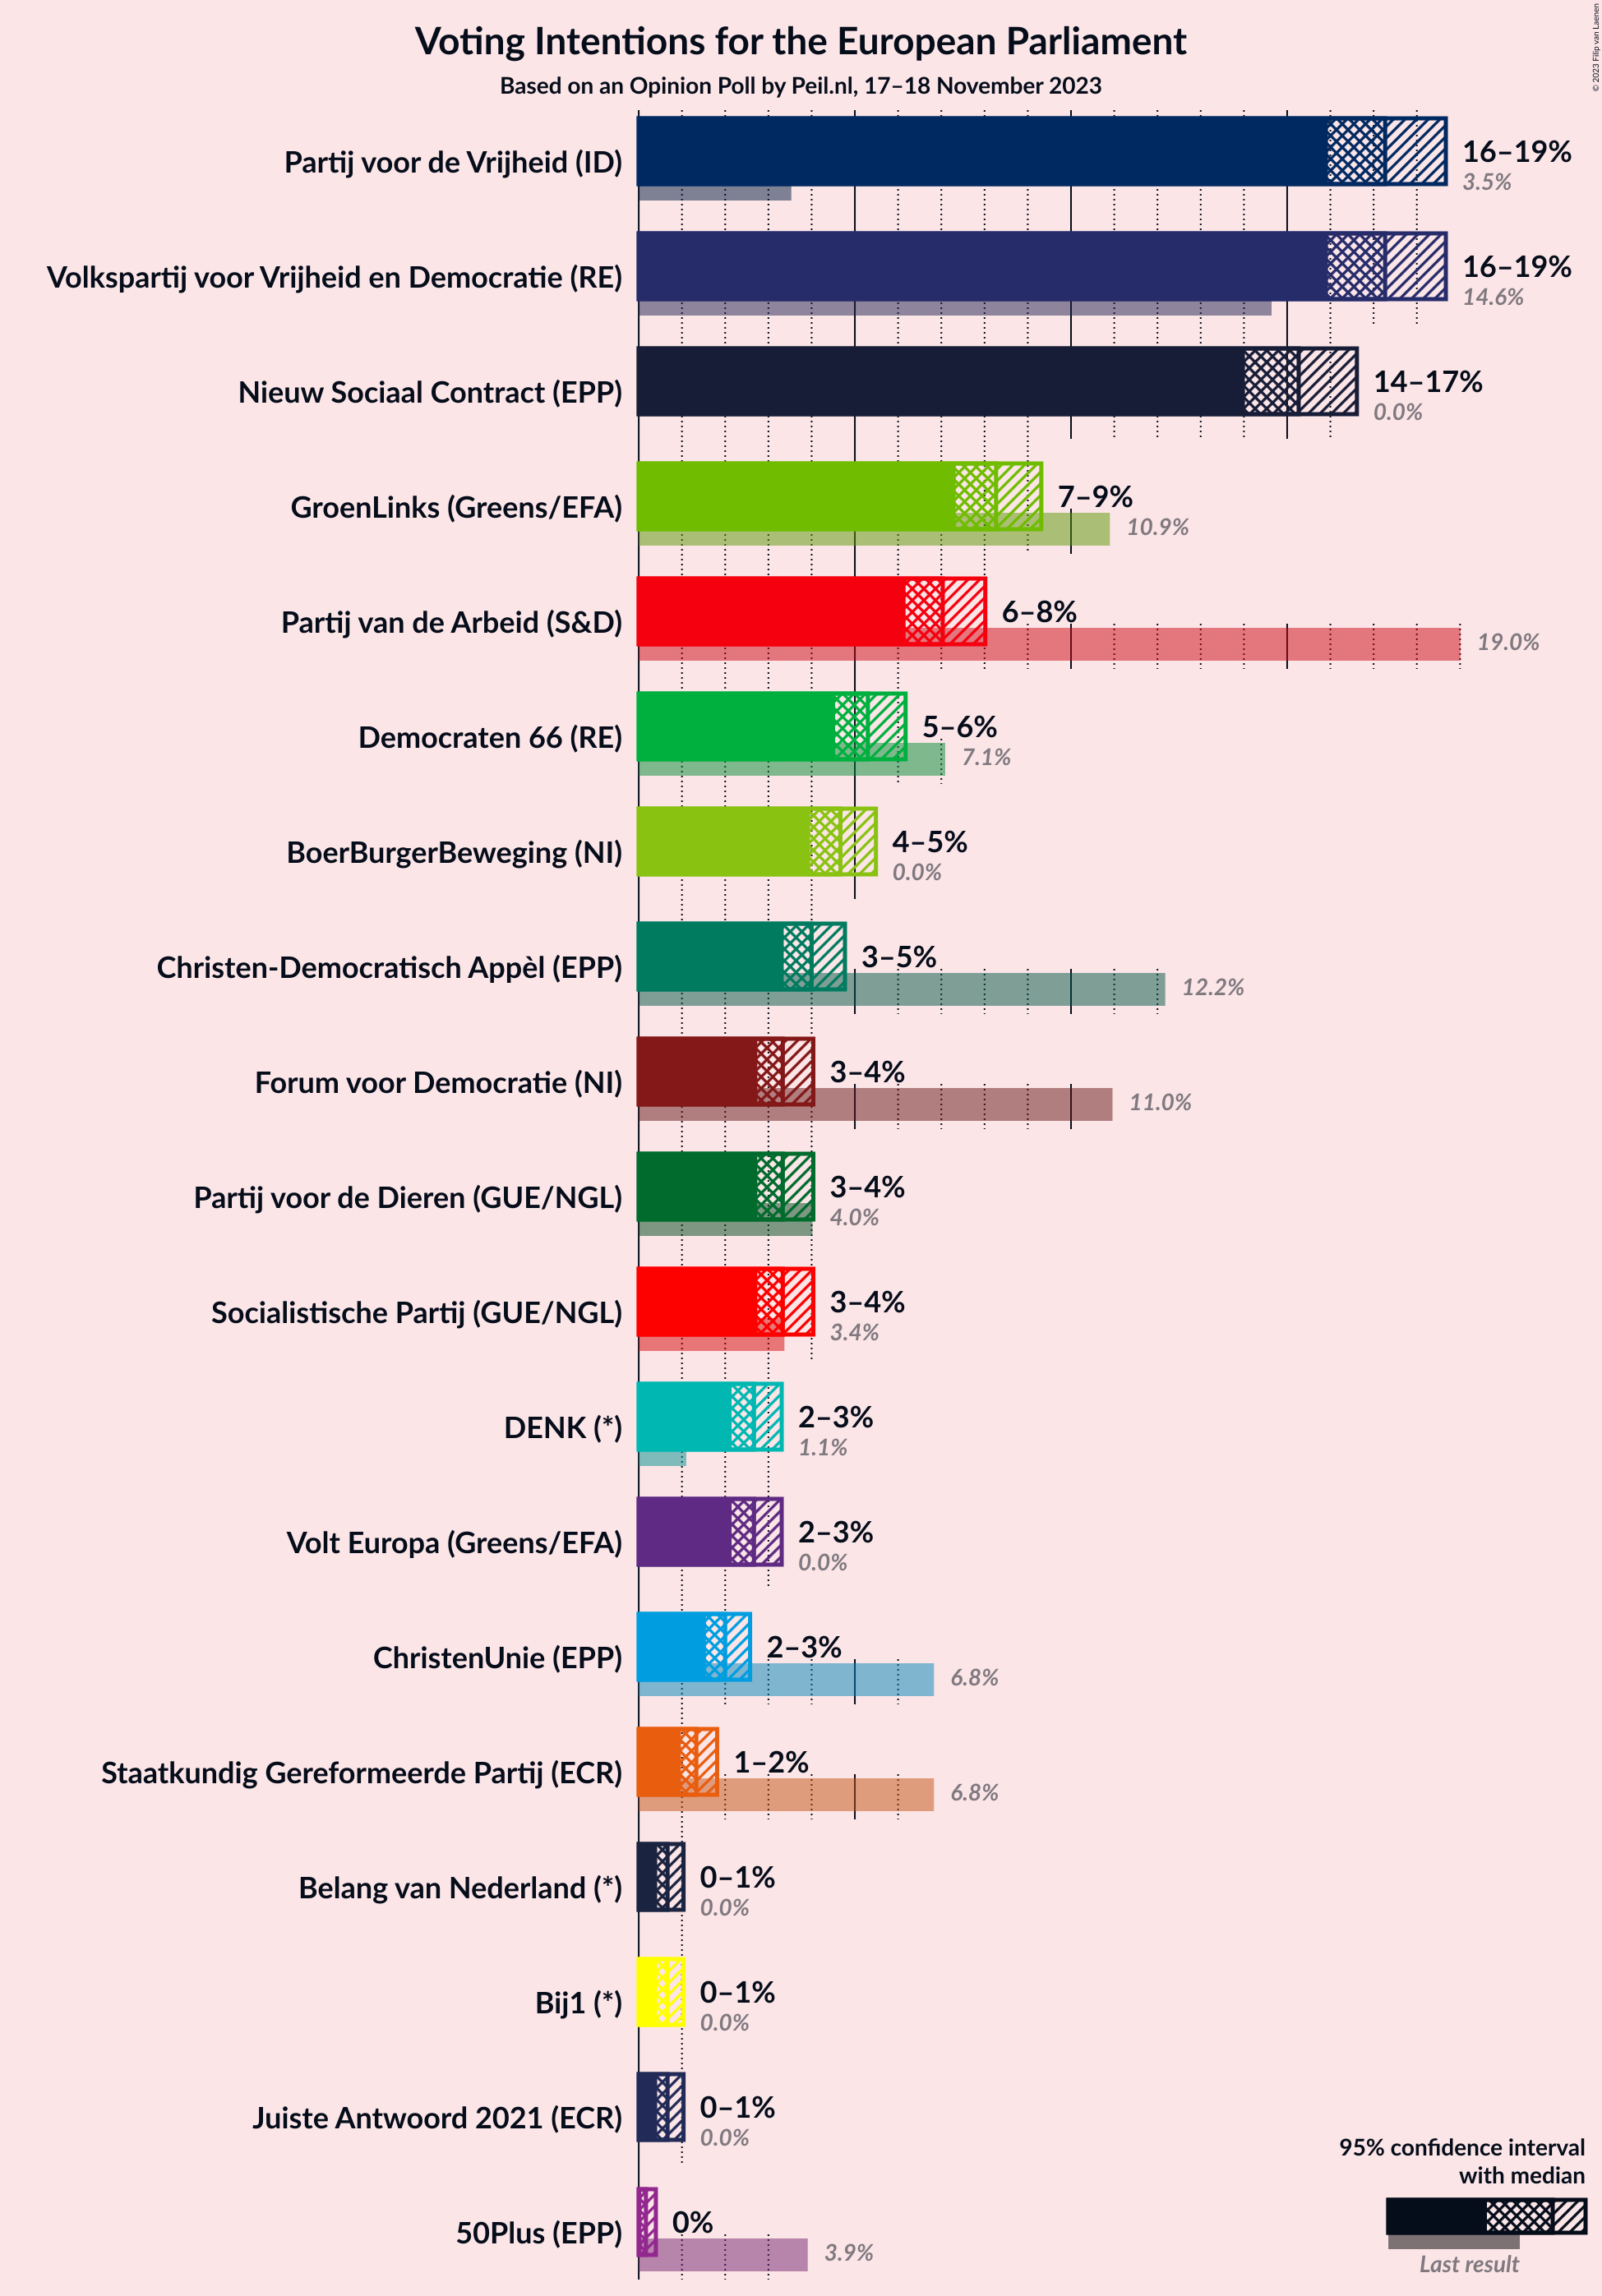 Voting Intentions for the European Parliament
Based on an Opinion Poll by Peil.nl, 17–18 November 2023
© 2023 Filip van Laenen
Partij voor de Vrijheid (ID)
16–19%
3.5%
Volkspartij voor Vrijheid en Democratie (RE)
16–19%
14.6%
Nieuw Sociaal Contract (EPP)
14–17%
0.0%
GroenLinks (Greens/EFA)
7–9%
10.9%
Partij van de Arbeid (S&D)
6–8%
19.0%
Democraten 66 (RE)
5–6%
7.1%
BoerBurgerBeweging (NI)
4–5%
0.0%
Christen-Democratisch Appèl (EPP)
3–5%
12.2%
Forum voor Democratie (NI)
3–4%
11.0%
Partij voor de Dieren (GUE/NGL)
3–4%
4.0%
Socialistische Partij (GUE/NGL)
3–4%
3.4%
DENK (*)
2–3%
1.1%
Volt Europa (Greens/EFA)
2–3%
0.0%
ChristenUnie (EPP)
2–3%
6.8%
Staatkundig Gereformeerde Partij (ECR)
1–2%
6.8%
Belang van Nederland (*)
0–1%
0.0%
Bij1 (*)
0–1%
0.0%
Juiste Antwoord 2021 (ECR)
0–1%
0.0%
50Plus (EPP)
0%
3.9%
95% confidence interval
with median
Last result